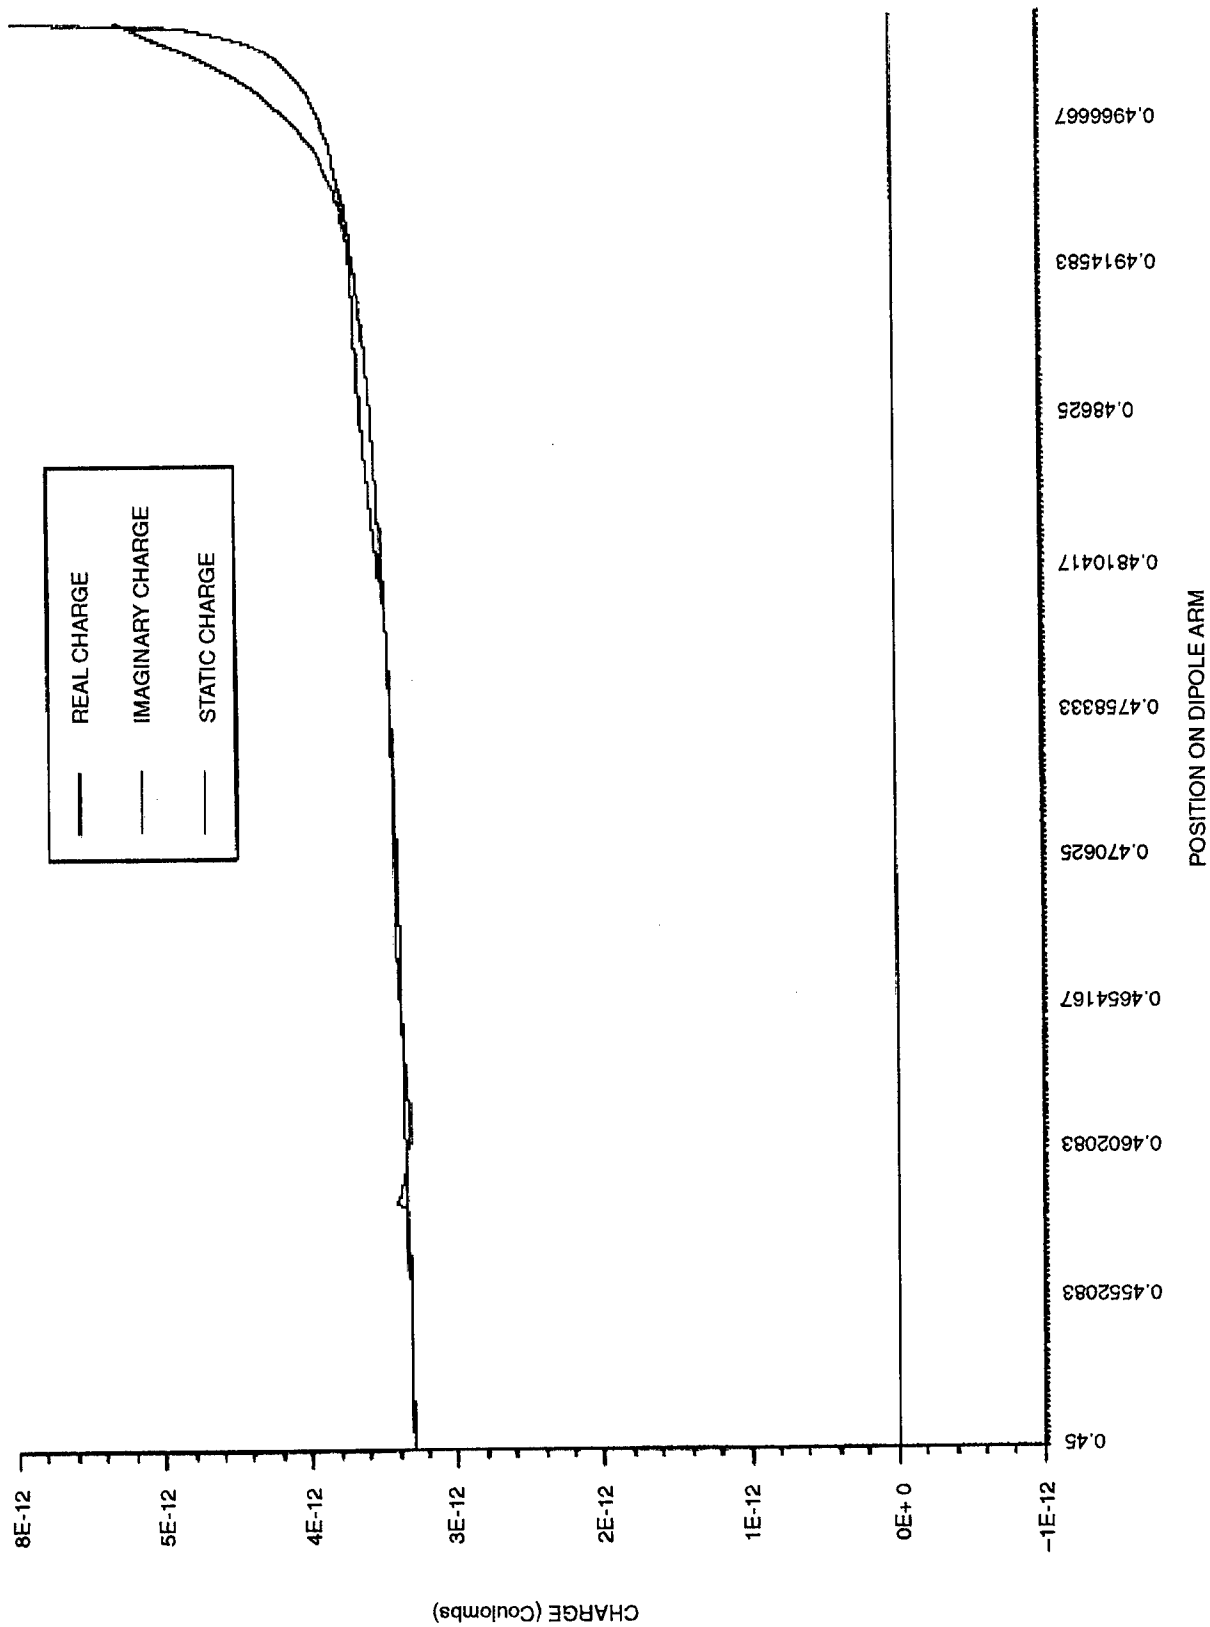 REAL CHARGE
IMAGINARY CHARGE
STATIC CHARGE
8E-12
5E-12
4E-12
3E-12
2E-12
1E-12
0E+0
-1E-12
CHARGE (Coulombs)
0.45
0.4552083
0.4602083
0.4654167
0.470625
0.4758333
0.4810417
0.48625
0.4914583
0.4966667
POSITION ON DIPOLE ARM